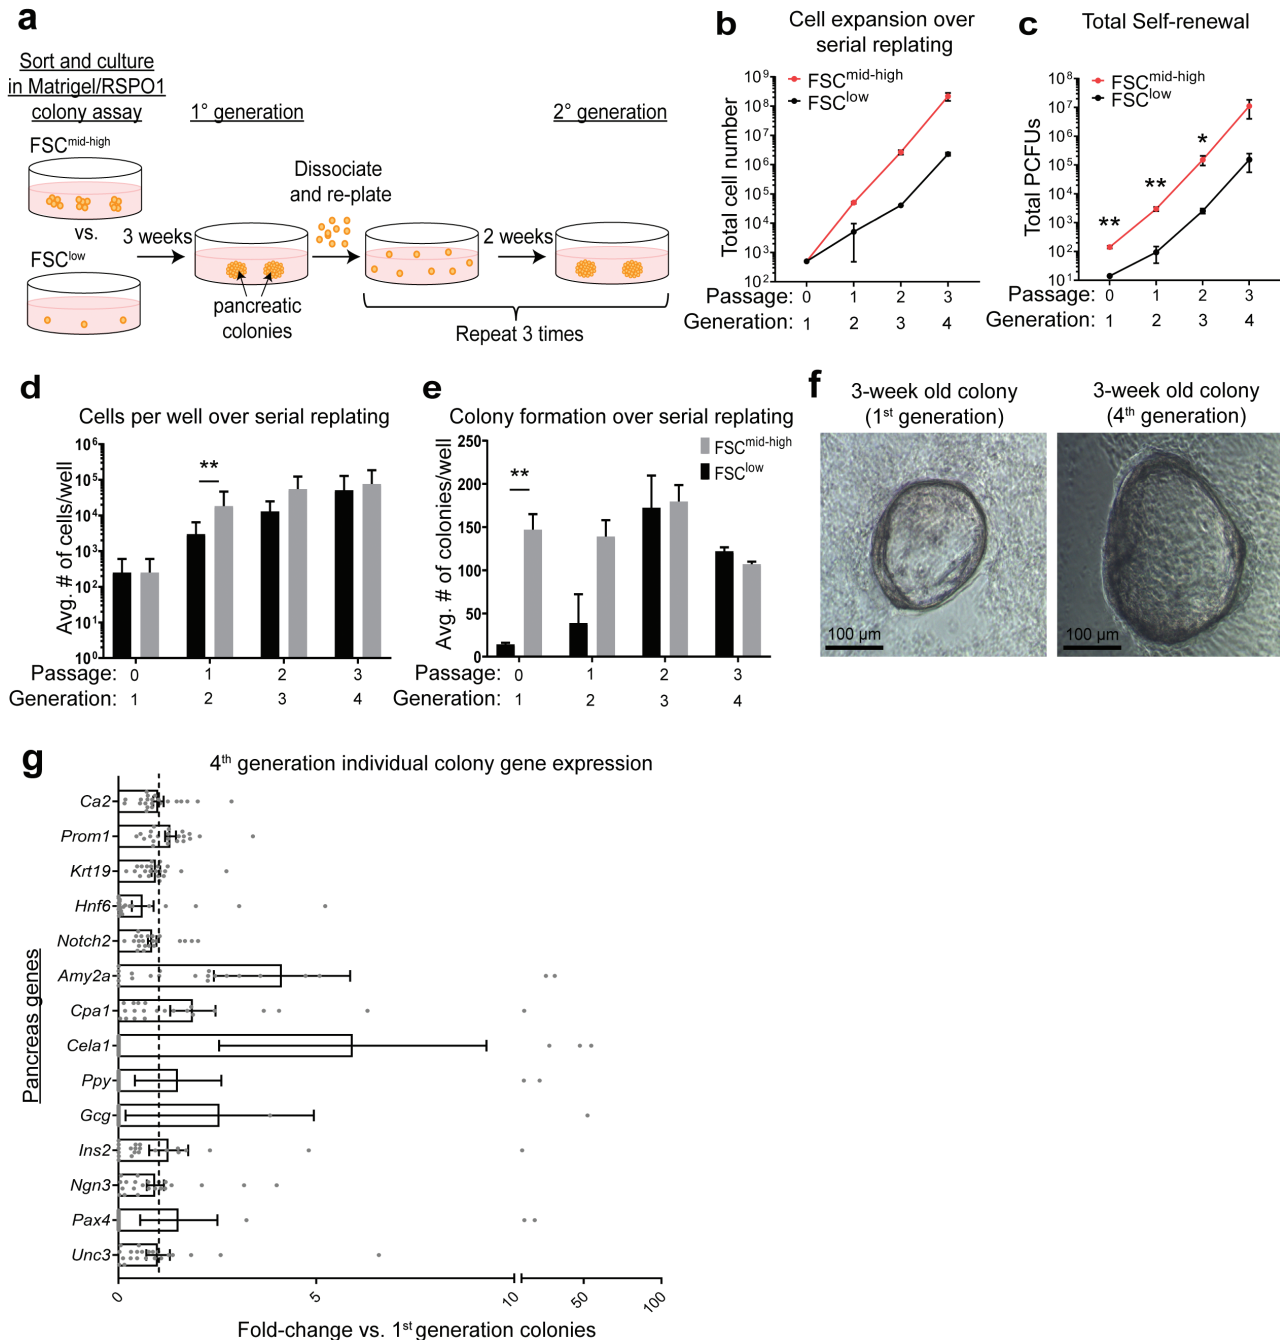 a
Sort and culture
in Matrigel/RSPO1
colony assay
FSCmid-high
vs.
FSClow
3 weeks
1° generation
pancreatic
colonies
Dissociate
and re-plate
2 weeks
2° generation
Repeat 3 times
b
Cell expansion over
serial replating
FSCmid-high
FSClow
Total cell number
10⁹
10⁸
10⁷
10⁶
10⁵
10⁴
10³
10²
Passage: 0 1 2 3
Generation: 1 2 3 4
c
Total Self-renewal
FSCmid-high
FSClow
Total PCFUs
10⁸
10⁷
10⁶
10⁵
10⁴
10³
10²
10¹
** ** *
Passage: 0 1 2 3
Generation: 1 2 3 4
d
Cells per well over serial replating
Avg. # of cells/well
10⁶
10⁵
10⁴
10³
10²
10¹
10⁰
**
Passage: 0 1 2 3
Generation: 1 2 3 4
e
Colony formation over serial replating
FSCmid-high
FSClow
Avg. # of colonies/well
250
200
150
100
50
0
**
Passage: 0 1 2 3
Generation: 1 2 3 4
f
3-week old colony
(1st generation)
100 µm
3-week old colony
(4th generation)
100 µm
g
4th generation individual colony gene expression
Pancreas genes
Ca2
Prom1
Krt19
Hnf6
Notch2
Amy2a
Cpa1
Cela1
Ppy
Gcg
Ins2
Ngn3
Pax4
Unc3
0 5 10 50 100
Fold-change vs. 1st generation colonies